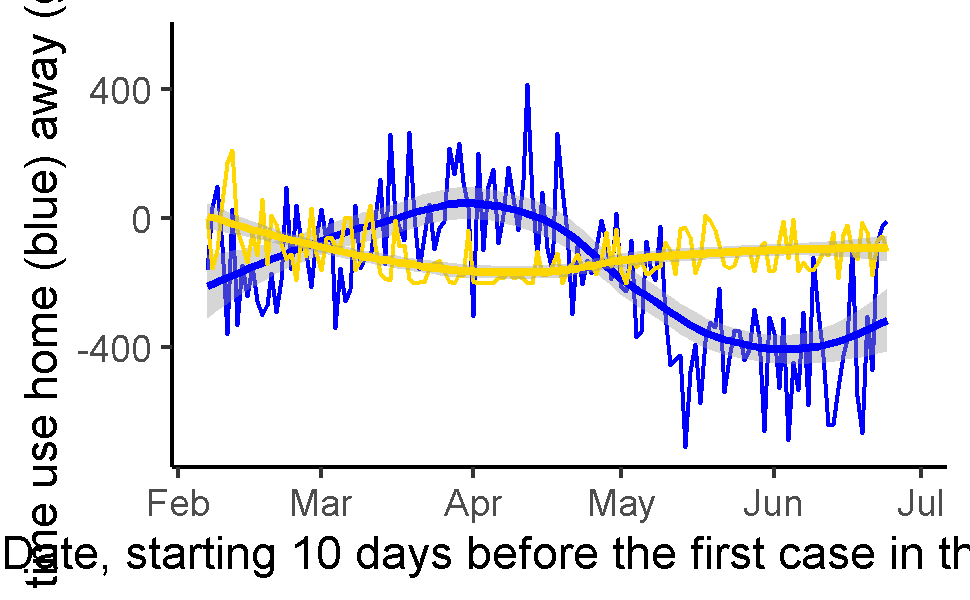 time use home (blue) away (
400
0
-400
Feb Mar Apr May Jun Jul
Date, starting 10 days before the first case in th